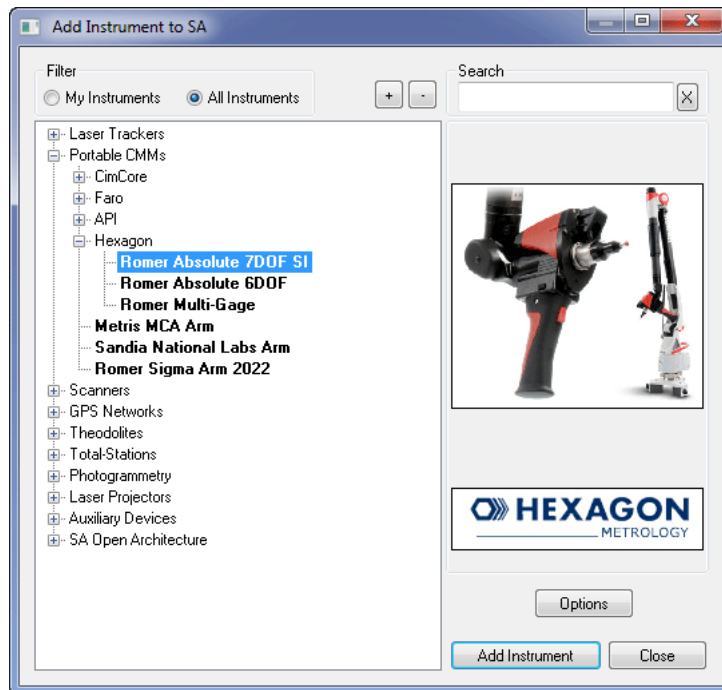 Add Instrument to SA
Filter
My Instruments
All Instruments
+
-
Search
X
Laser Trackers
Portable CMMs
CimCore
Faro
API
Hexagon
Romer Absolute 7DOF SI
Romer Absolute 6DOF
Romer Multi-Gage
Metris MCA Arm
Sandia National Labs Arm
Romer Sigma Arm 2022
Scanners
GPS Networks
Theodolites
Total-Stations
Photogrammetry
Laser Projectors
Auxiliary Devices
SA Open Architecture
HEXAGON
METROLOGY
Options
Add Instrument
Close